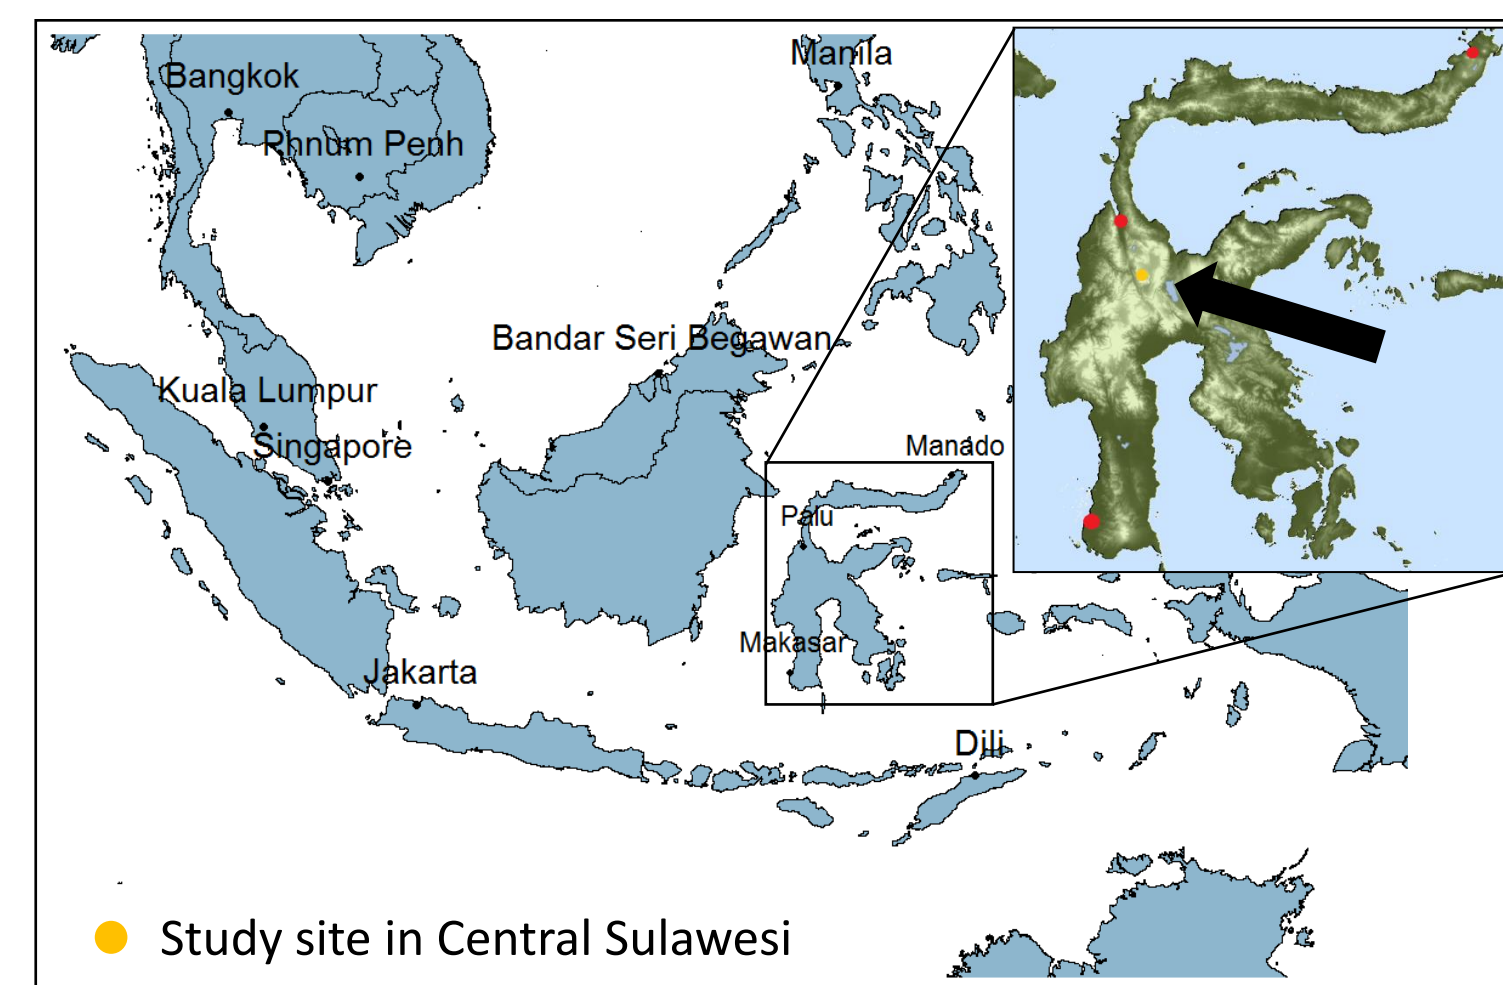 Manila
Bangkok
Phnum Penh
Bandar Seri Begawan
Kuala Lumpur
Singapore
Manado
Palu
Makasar
Jakarta
Dili
Study site in Central Sulawesi